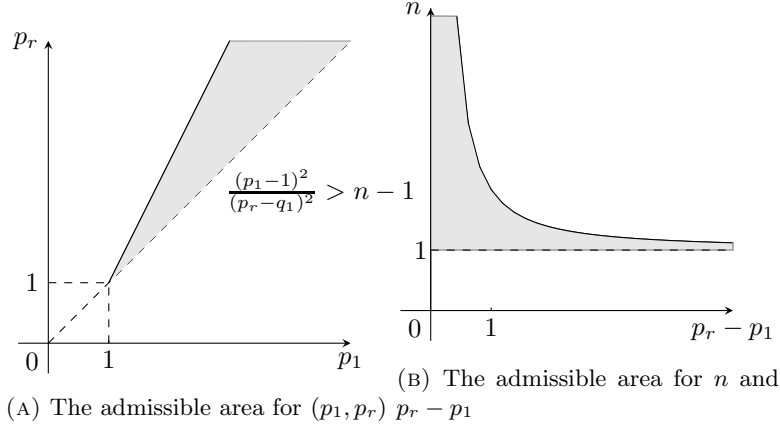 p_r
1
0
1
p_1
\frac{(p_1-1)^2}{(p_r-q_1)^2} > n-1
(A) The admissible area for (p_1, p_r)
n
1
0
1
p_r − p_1
(B) The admissible area for n and
p_r − p_1